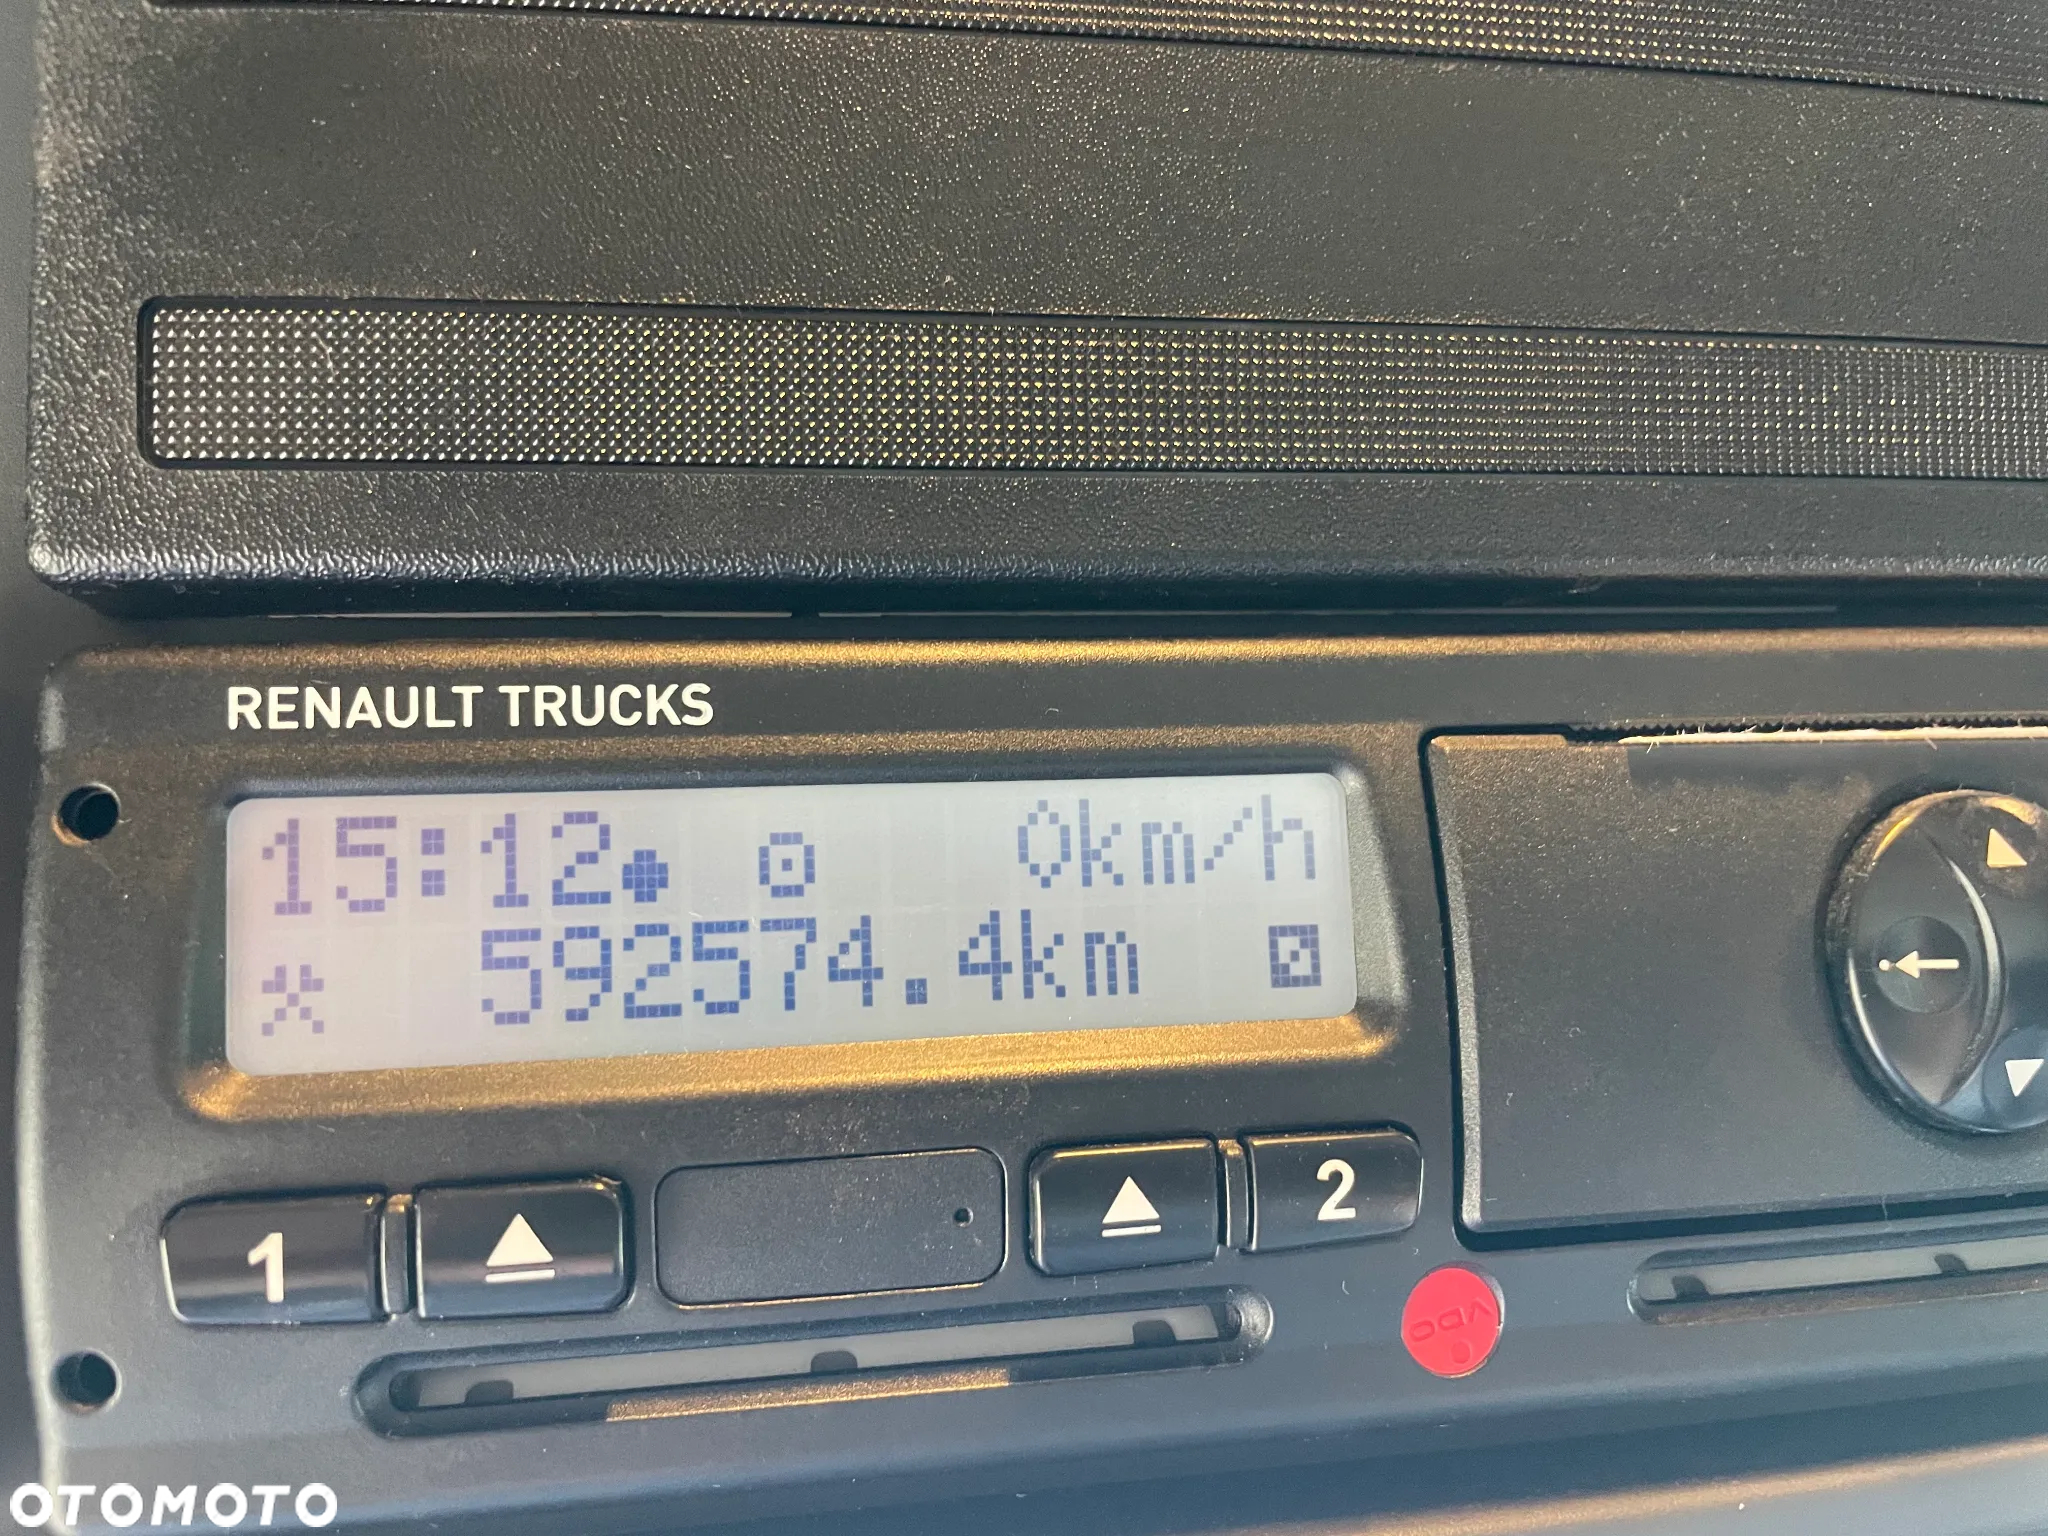 RENAULT TRUCKS
15:12 0km/h
592574.4km
1 2
VDO
OTOMOTO